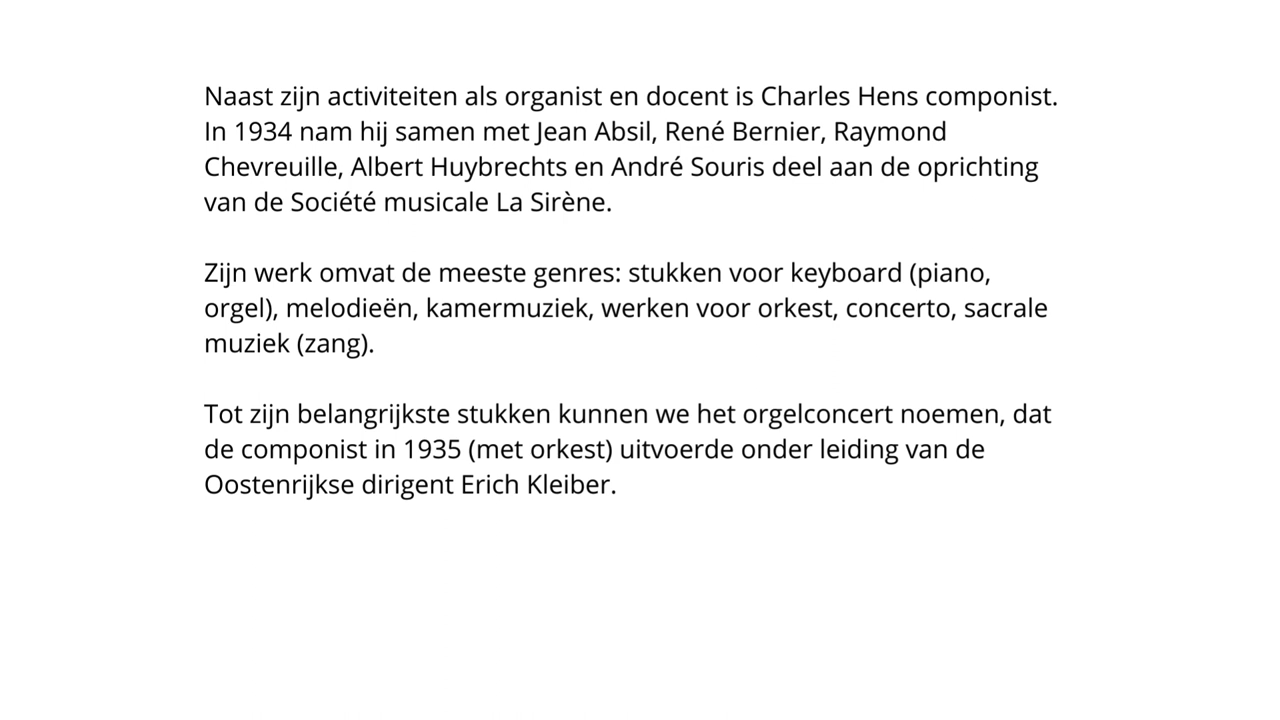 Naast zijn activiteiten als organist en docent is Charles Hens componist.
In 1934 nam hij samen met Jean Absil, René Bernier, Raymond
Chevreuille, Albert Huybrechts en André Souris deel aan de oprichting
van de Société musicale La Sirène.
Zijn werk omvat de meeste genres: stukken voor keyboard (piano,
orgel), melodieën, kamermuziek, werken voor orkest, concerto, sacrale
muziek (zang).
Tot zijn belangrijkste stukken kunnen we het orgelconcert noemen, dat
de componist in 1935 (met orkest) uitvoerde onder leiding van de
Oostenrijkse dirigent Erich Kleiber.